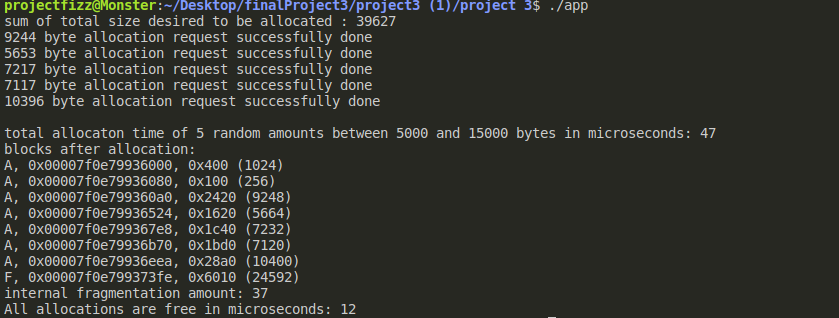 projectfizz@Monster:~/Desktop/finalProject3/project3 (1)/project 3$ ./app
sum of total size desired to be allocated : 39627
9244 byte allocation request successfully done
5653 byte allocation request successfully done
7217 byte allocation request successfully done
7117 byte allocation request successfully done
10396 byte allocation request successfully done
total allocaton time of 5 random amounts between 5000 and 15000 bytes in microseconds: 47
blocks after allocation:
A, 0x00007f0e79936000, 0x400 (1024)
A, 0x00007f0e79936080, 0x100 (256)
A, 0x00007f0e799360a0, 0x2420 (9248)
A, 0x00007f0e79936524, 0x1620 (5664)
A, 0x00007f0e799367e8, 0x1c40 (7232)
A, 0x00007f0e79936b70, 0x1bd0 (7120)
A, 0x00007f0e79936eea, 0x28a0 (10400)
F, 0x00007f0e799373fe, 0x6010 (24592)
internal fragmentation amount: 37
All allocations are free in microseconds: 12